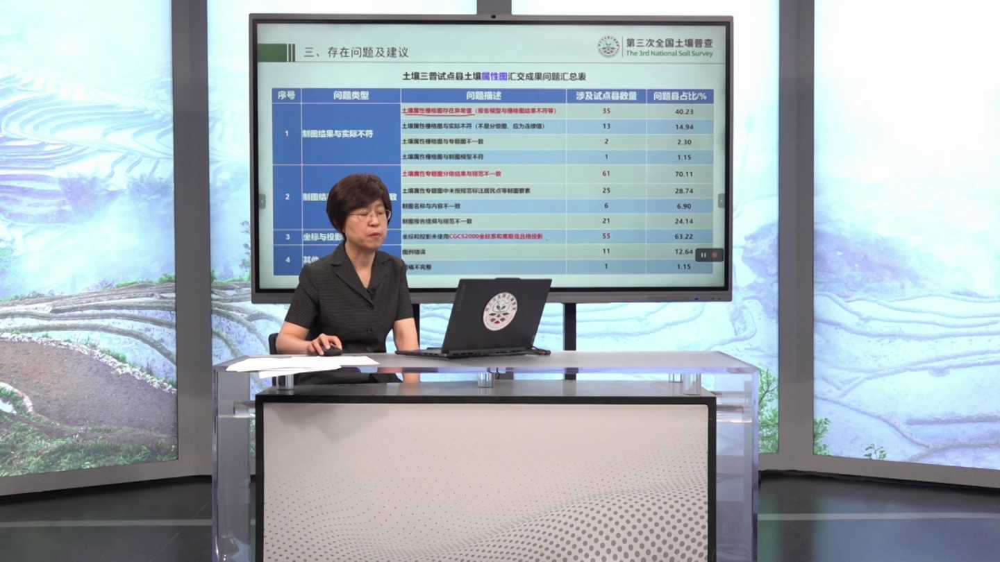 三、存在问题及建议
第三次全国土壤普查
The 3rd National Soil Survey
土壤三普试点县土壤属性图汇交成果问题汇总表
序号 问题类型 问题描述 涉及试点县数量 问题县占比/%
1 制图结果与实际不符 土壤属性栅格图存在异常值（报告模型与栅格图结果不符等） 35 40.23
土壤属性栅格图与实际不符（不是分级图、应为连续值） 13 14.94
土壤属性栅格图与专题图不一致 2 2.30
土壤属性栅格图与制图模型不符 1 1.15
2 制图结 致 土壤属性专题图分级结果与规范不一致 61 70.11
土壤属性专题图中未按规范标注居民点等制图要素 25 28.74
制图名称与内容不一致 6 6.90
制图报告提纲与规范不一致 21 24.14
3 坐标与投影 坐标和投影未使用CGCS2000坐标系和高斯克吕格投影 55 63.22
4 其他 图例错误 11 12.64
图幅不完整 1 1.15